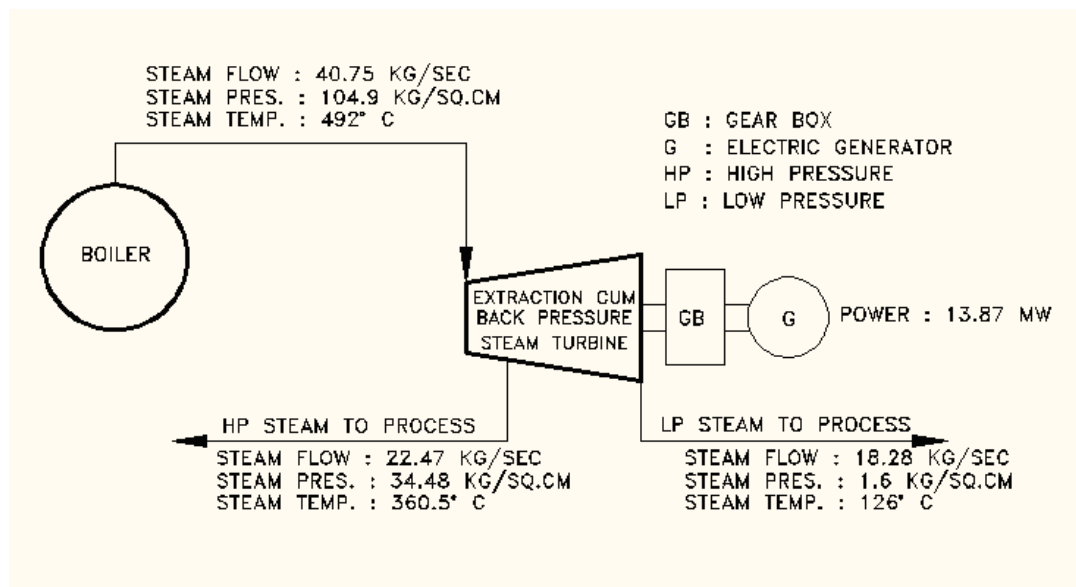 STEAM FLOW : 40.75 KG/SEC
STEAM PRES. : 104.9 KG/SQ.CM
STEAM TEMP. : 492° C
GB : GEAR BOX
G : ELECTRIC GENERATOR
HP : HIGH PRESSURE
LP : LOW PRESSURE
BOILER
EXTRACTION CUM
BACK PRESSURE
STEAM TURBINE
GB
G
POWER : 13.87 MW
HP STEAM TO PROCESS
STEAM FLOW : 22.47 KG/SEC
STEAM PRES. : 34.48 KG/SQ.CM
STEAM TEMP. : 360.5° C
LP STEAM TO PROCESS
STEAM FLOW : 18.28 KG/SEC
STEAM PRES. : 1.6 KG/SQ.CM
STEAM TEMP. : 126° C